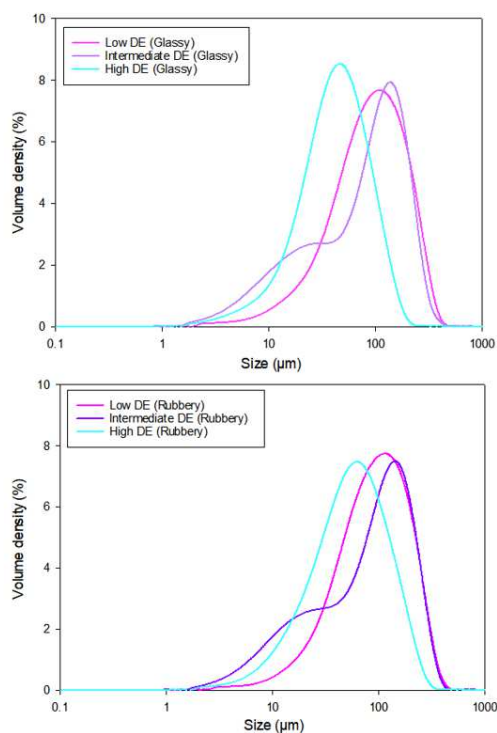 10
Low DE (Glassy)
Intermediate DE (Glassy)
High DE (Glassy)
8
6
4
2
0
Volume density (%)
0.1 1 10 100 1000
Size (µm)
10
Low DE (Rubbery)
Intermediate DE (Rubbery)
High DE (Rubbery)
8
6
4
2
0
Volume density (%)
0.1 1 10 100 1000
Size (µm)